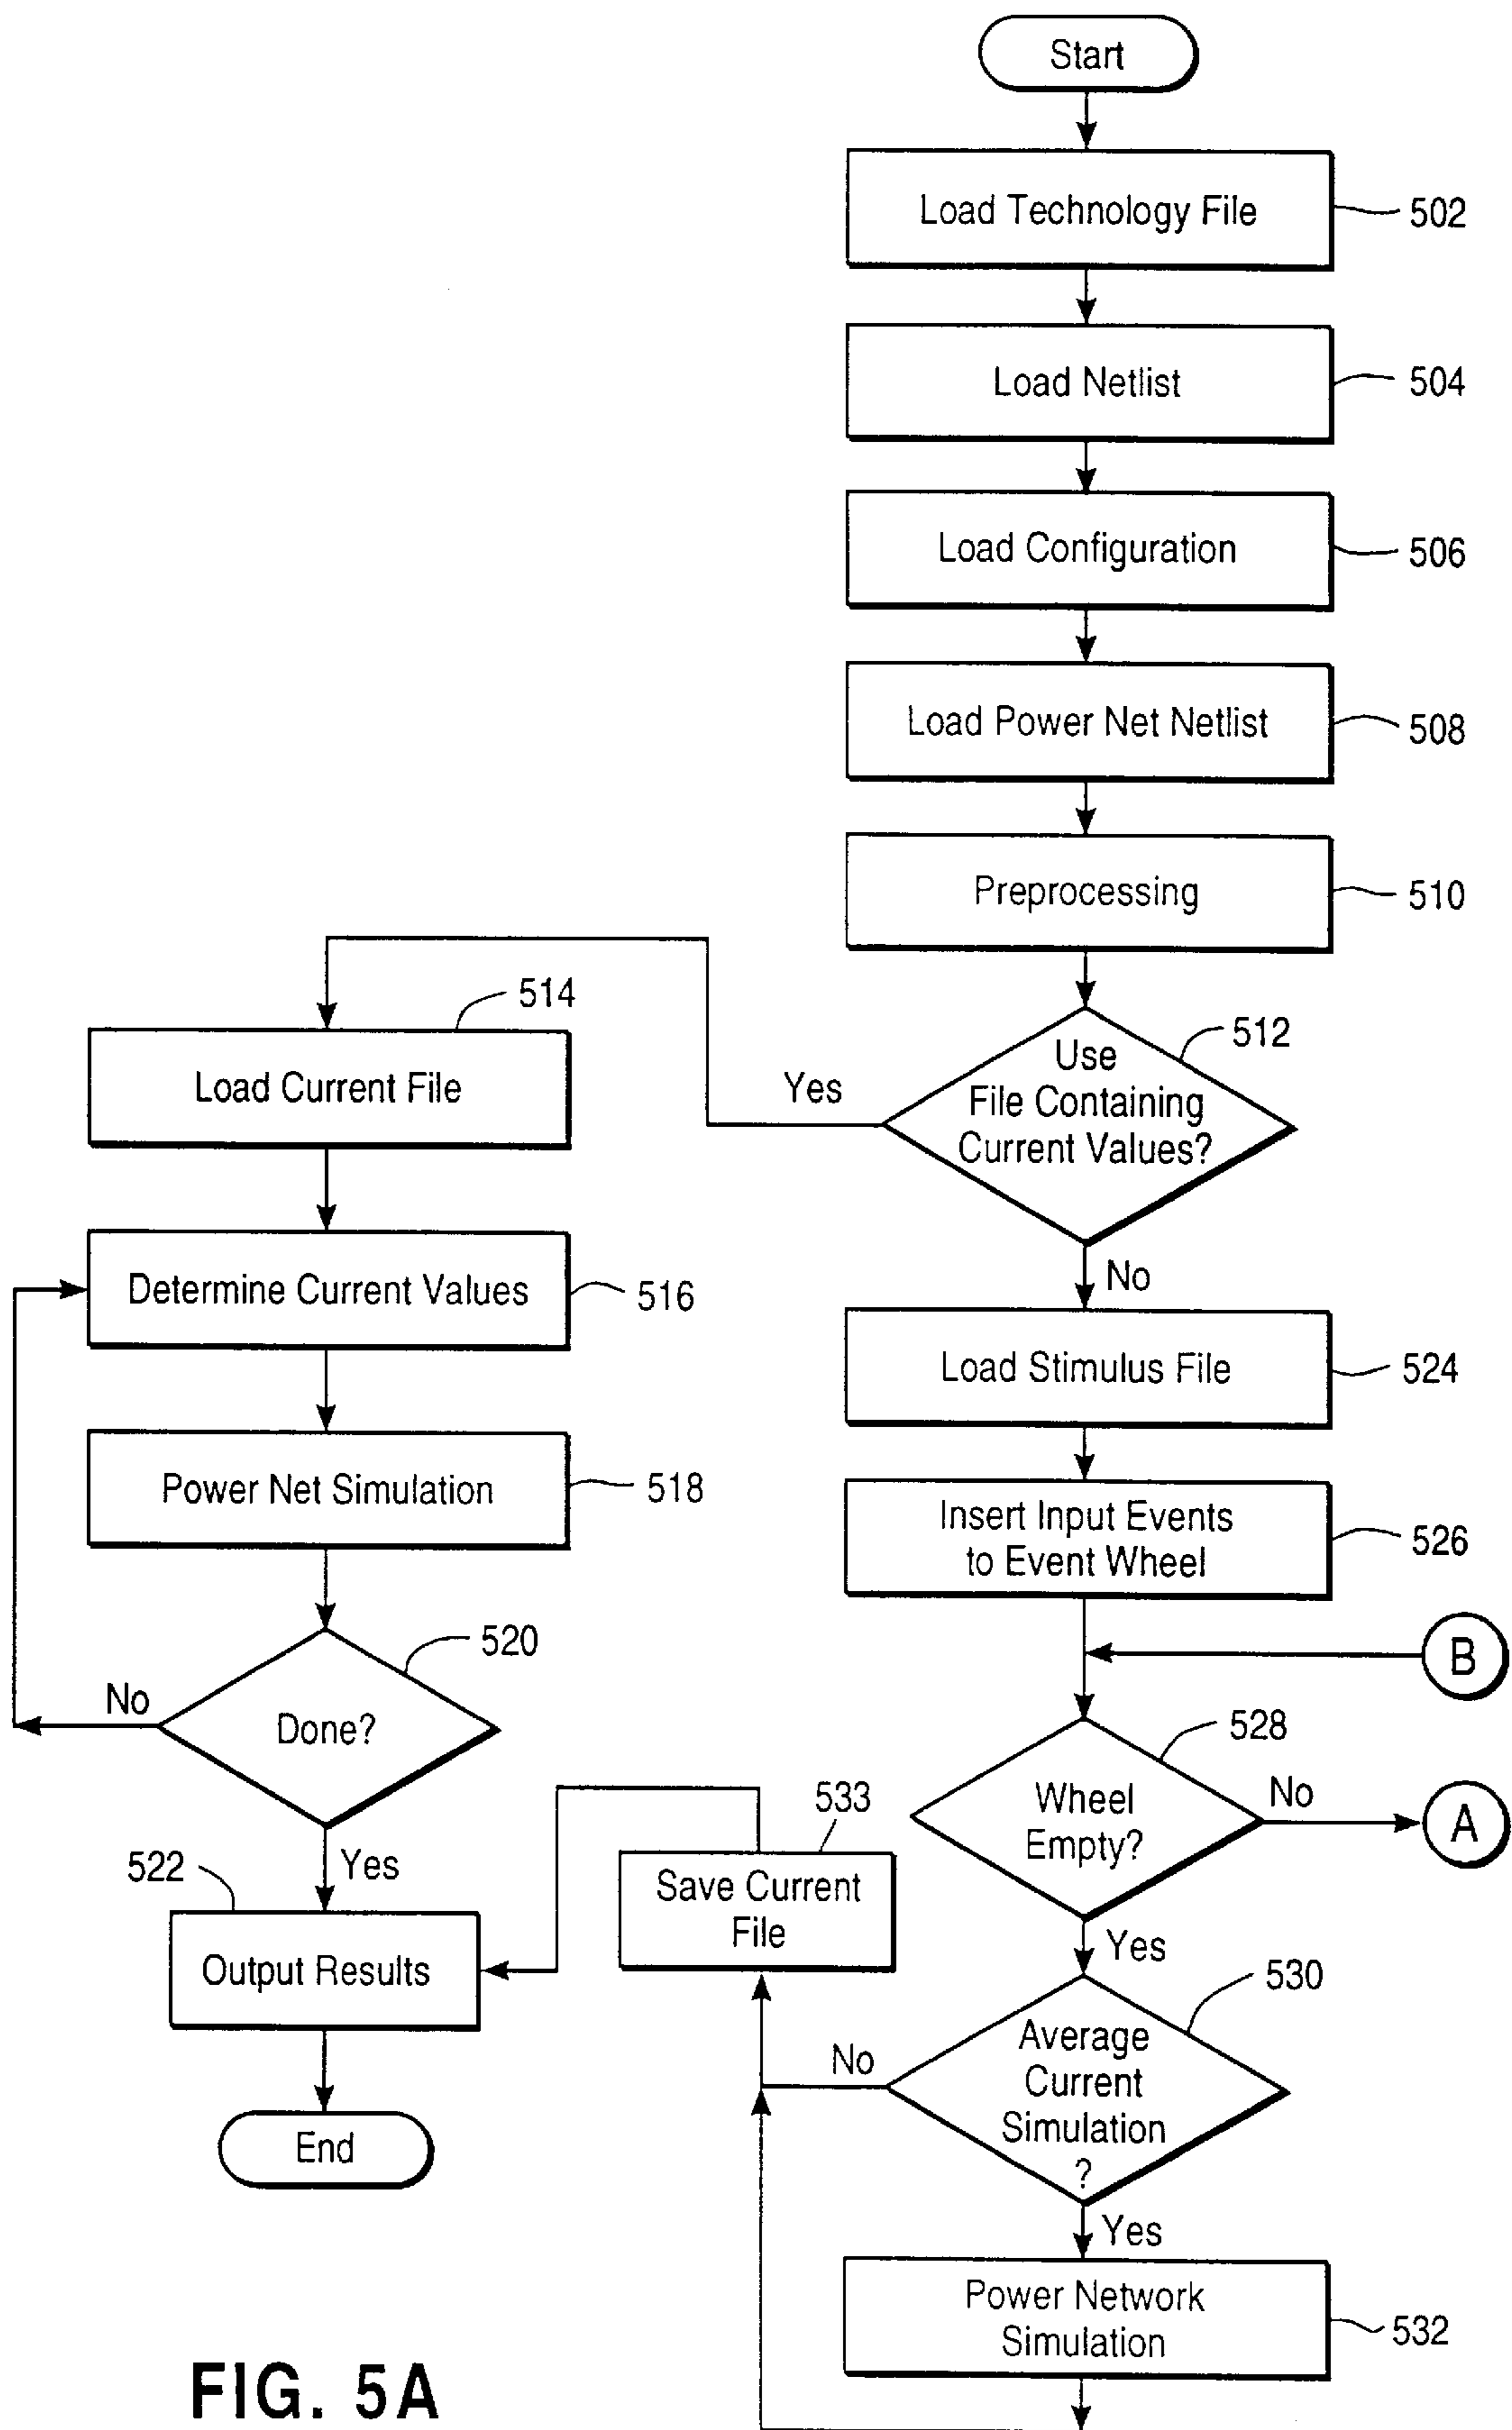 Start
Load Technology File
502
Load Netlist
504
Load Configuration
506
Load Power Net Netlist
508
Preprocessing
510
514
Load Current File
512
Use
File Containing
Current Values?
Yes
No
Determine Current Values
516
Load Stimulus File
524
Power Net Simulation
518
Insert Input Events
to Event Wheel
526
520
Done?
No
Yes
B
528
Wheel
Empty?
No
A
Yes
533
Save Current
File
522
Output Results
530
Average
Current
Simulation
?
No
Yes
End
Power Network
Simulation
532
FIG. 5A